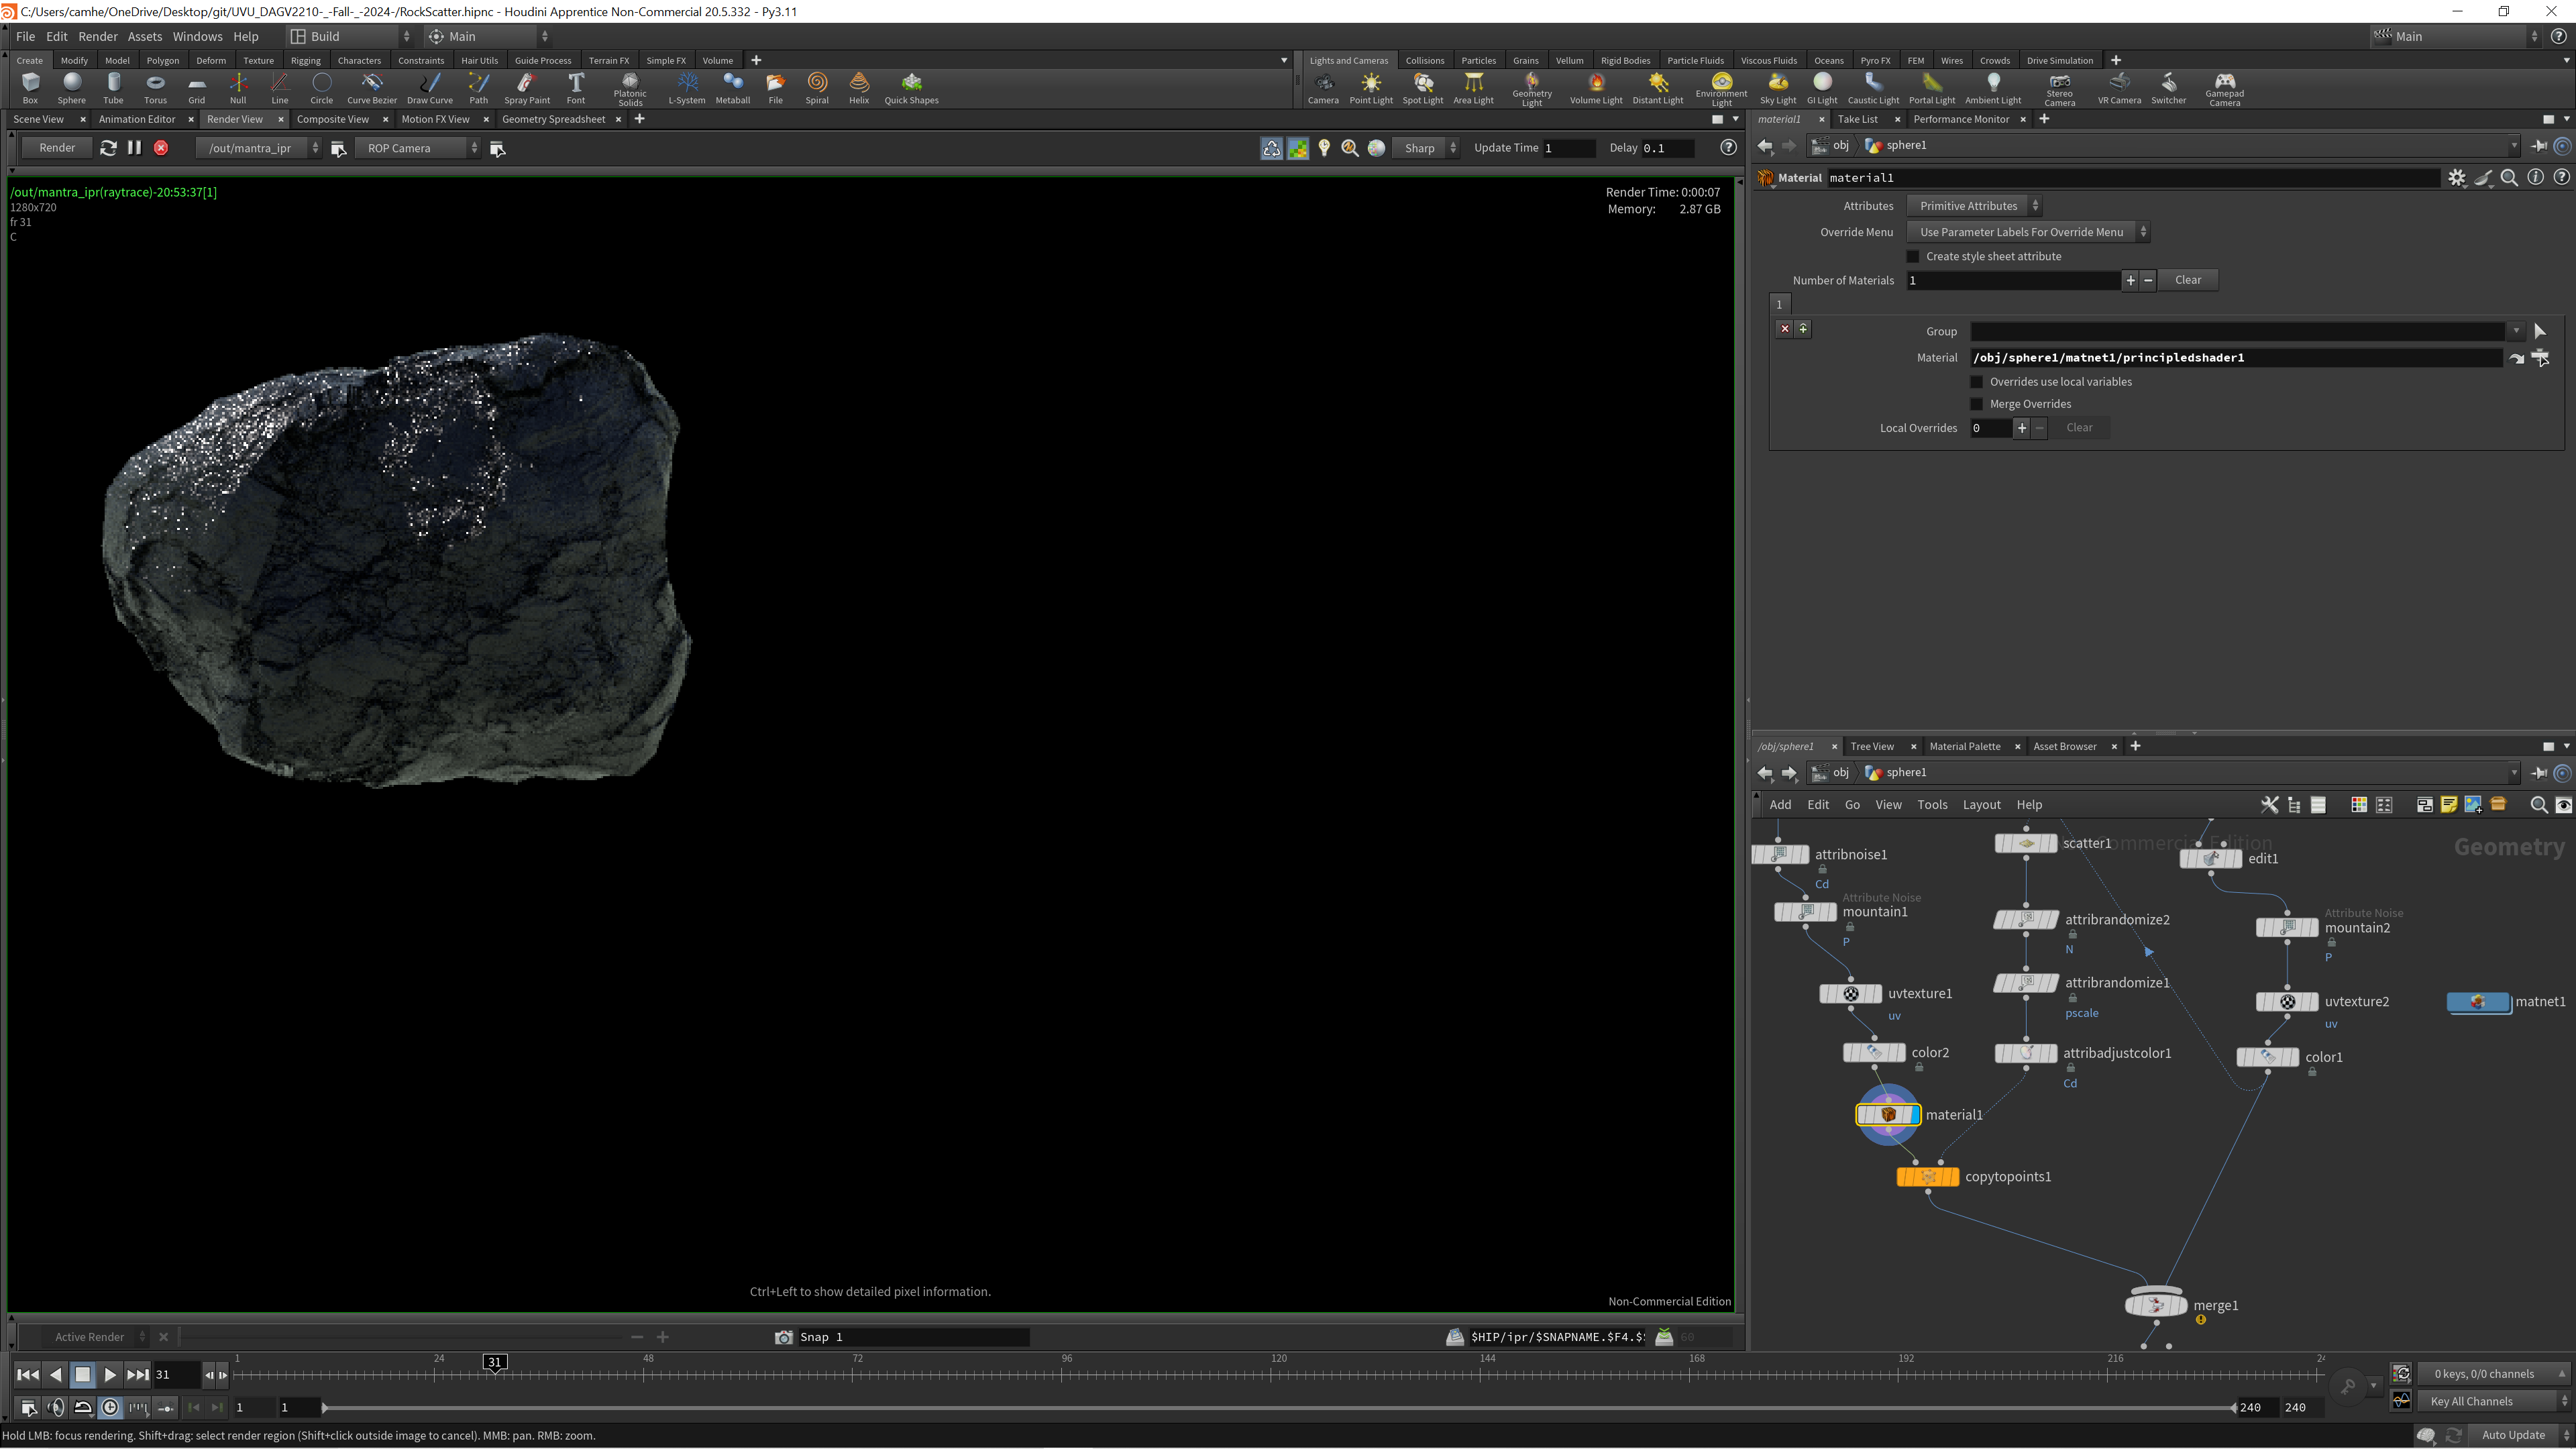 C:/Users/camhe/OneDrive/Desktop/git/UVU_DAGV2210-_-Fall-_-2024-/RockScatter.hipnc - Houdini Apprentice Non-Commercial 20.5.332 - Py3.11
File Edit Render Assets Windows Help Build Main Main
Create Modify Model Polygon Deform Texture Rigging Characters Constraints Hair Utils Guide Process Terrain FX Simple FX Volume
Lights and Cameras Collisions Particles Grains Vellum Rigid Bodies Particle Fluids Viscous Fluids Oceans Pyro FX FEM Wires Crowds Drive Simulation
Box Sphere Tube Torus Grid Null Line Circle Curve Bezier Draw Curve Path Spray Paint Font Platonic Solids L-System Metaball File Spiral Helix Quick Shapes
Camera Point Light Spot Light Area Light Geometry Light Volume Light Distant Light Environment Light Sky Light GI Light Caustic Light Portal Light Ambient Light Stereo Camera VR Camera Switcher Gamepad Camera
Scene View Animation Editor Render View Composite View Motion FX View Geometry Spreadsheet
Render /out/mantra_ipr ROP Camera Sharp Update Time 1 Delay 0.1
/out/mantra_ipr(raytrace)-20:53:37[1]
1280x720
fr 31
C
Render Time: 0:00:07
Memory: 2.87 GB
Ctrl+Left to show detailed pixel information.
Non-Commercial Edition
material1 Take List Performance Monitor
obj sphere1
Material material1
Attributes Primitive Attributes
Override Menu Use Parameter Labels For Override Menu
Create style sheet attribute
Number of Materials 1 Clear
1
Group
Material /obj/sphere1/matnet1/principledshader1
Overrides use local variables
Merge Overrides
Local Overrides 0 Clear
/obj/sphere1 Tree View Material Palette Asset Browser
obj sphere1
Add Edit Go View Tools Layout Help
Geometry
attribnoise1
Cd
Attribute Noise
mountain1
P
uvtexture1
uv
color2
material1
copytopoints1
scatter1
attribrandomize2
N
attribrandomize1
pscale
attribadjustcolor1
Cd
edit1
Attribute Noise
mountain2
P
uvtexture2
uv
color1
matnet1
merge1
Active Render Snap 1 $HIP/ipr/$SNAPNAME.$F4.$ 60
31 1 24 31 48 72 96 120 144 168 192 216 24
0 keys, 0/0 channels
1 1 240 240 Key All Channels
Hold LMB: focus rendering. Shift+drag: select render region (Shift+click outside image to cancel). MMB: pan. RMB: zoom.
Auto Update